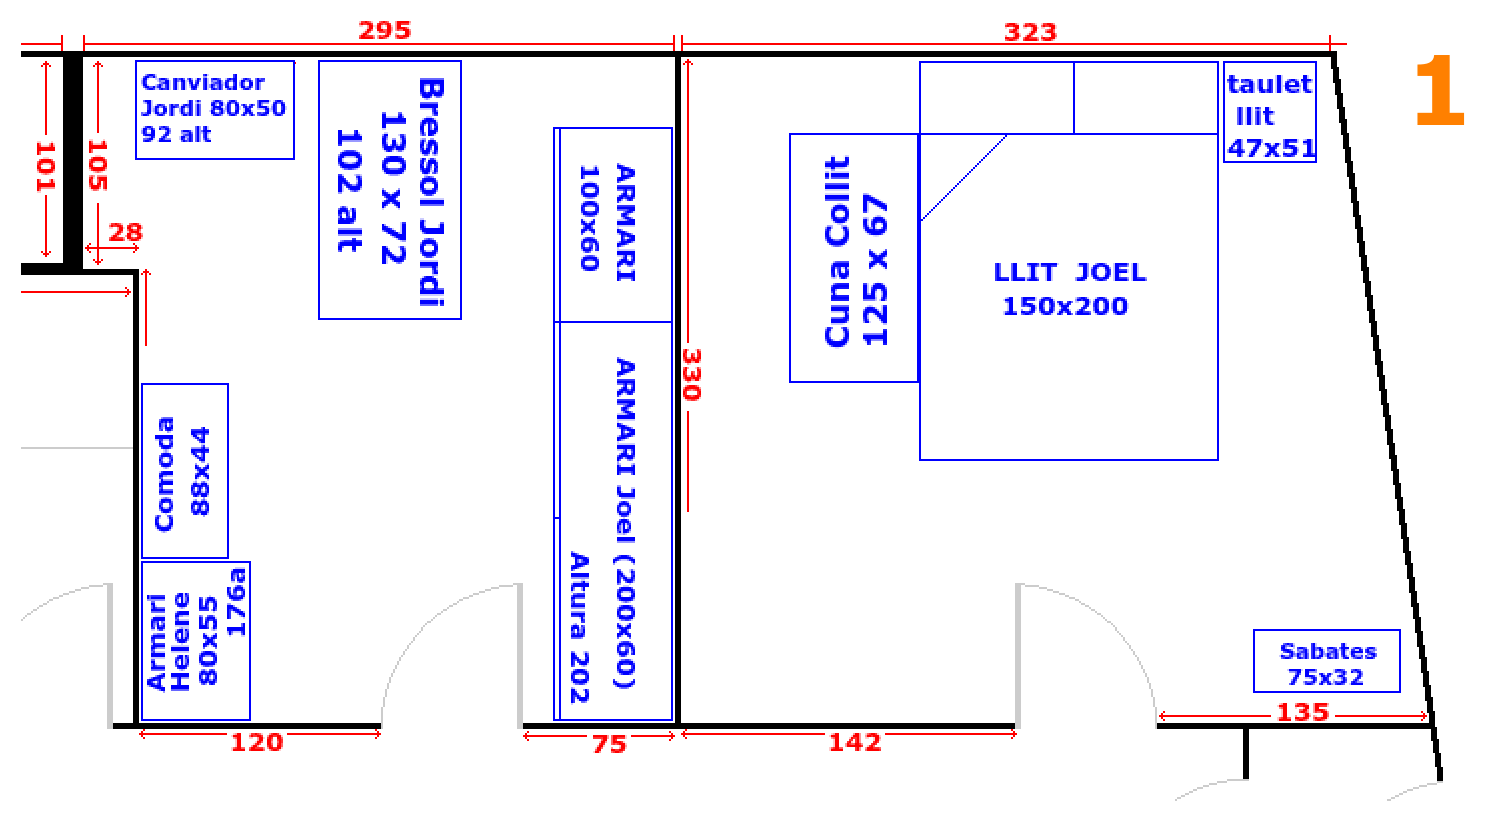 295
323
1
Canviador
Jordi 80x50
92 alt
Bressol Jordi
130 x 72
102 alt
taulet
llit
47x51
101
105
28
ARMARI
100x60
Cuna Collit
125 x 67
LLIT JOEL
150x200
330
ARMARI Joel (200x60)
Altura 202
Comoda
88x44
Armari
Helene
80x55
176a
Sabates
75x32
120
75
142
135